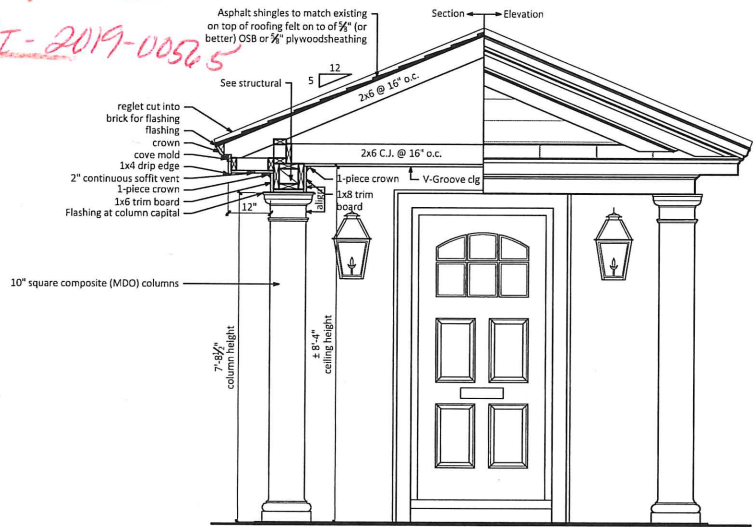 I-2019-00565
Asphalt shingles to match existing
on top of roofing felt on to of 5/8" (or
better) OSB or 5/8" plywoodsheathing
Section
Elevation
12
5
See structural
2x6 @ 16" o.c.
reglet cut into
brick for flashing
flashing
crown
cove mold
1x4 drip edge
2" continuous soffit vent
1-piece crown
1x6 trim board
Flashing at column capital
2x6 C.J. @ 16" o.c.
1-piece crown
V-Groove clg
1x8 trim
board
align
12"
10" square composite (MDO) columns
7'-8½"
column height
± 8'-4"
ceiling height